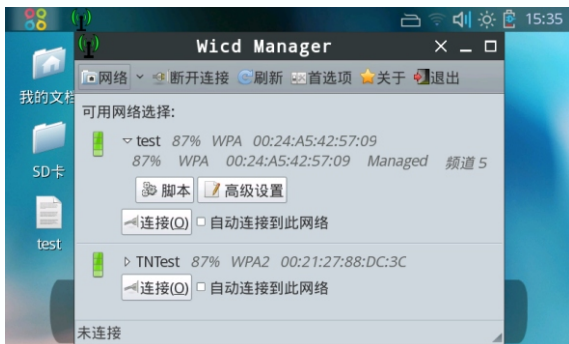 15:35
Wicd Manager
网络 断开连接 刷新 首选项 关于 退出
我的文档
可用网络选择:
test 87% WPA 00:24:A5:42:57:09
87% WPA 00:24:A5:42:57:09 Managed 频道 5
SD卡
脚本 高级设置
连接(O) 自动连接到此网络
test
TNTest 87% WPA2 00:21:27:88:DC:3C
连接(O) 自动连接到此网络
未连接